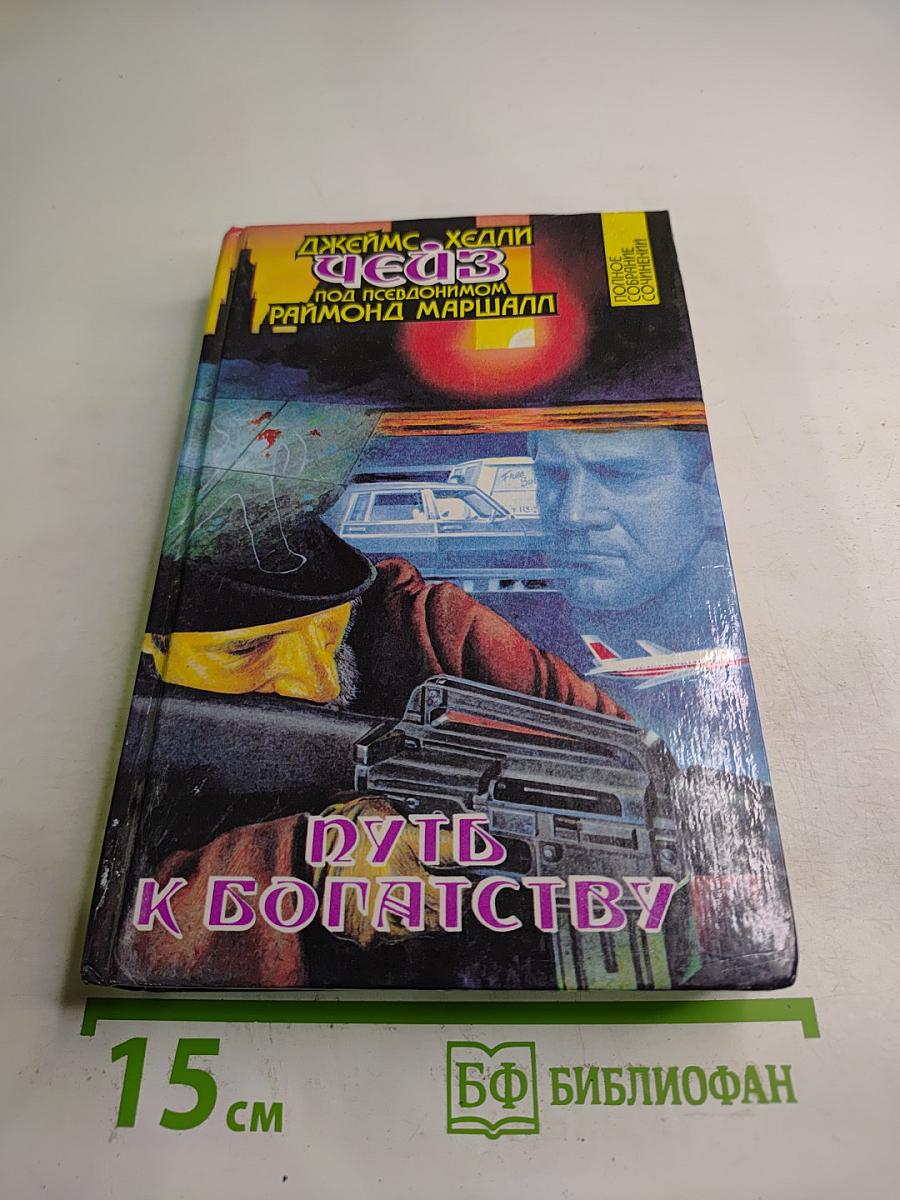 ДЖЕЙМС ХЕДЛИ
ЧЕЙЗ
ПОД ПСЕВДОНИМОМ
РАЙМОНД МАРШАЛЛ
ПОЛНОЕ
СОБРАНИЕ
СОЧИНЕНИЙ
ПУТЬ
К БОГАТСТВУ
15 см
БФ БИБЛИОФАН